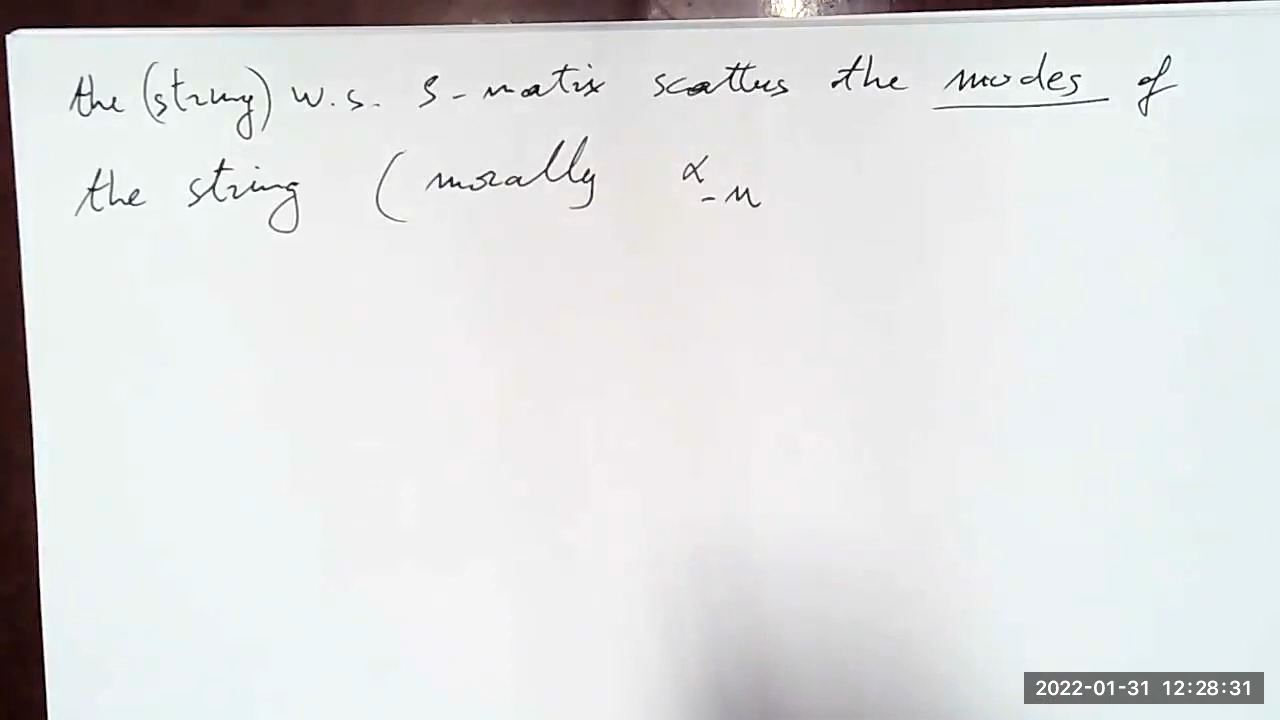 the (string) w.s. S-matrix scatters the modes of
the string (morally α_{-n}
2022-01-31 12:28:31